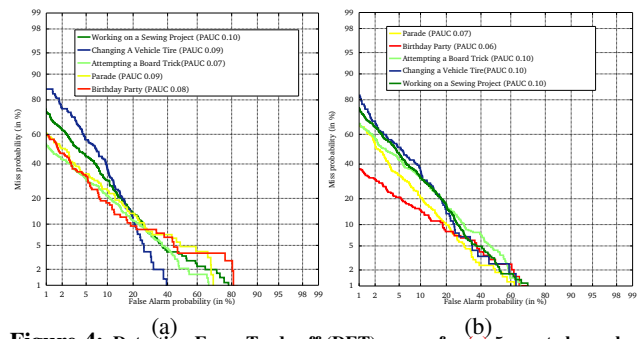 99
98
95
90
80
60
40
20
10
5
2
1
Miss probability (in %)
Working on a Sewing Project (PAUC 0.10)
Changing A Vehicle Tire (PAUC 0.09)
Attempting a Board Trick(PAUC 0.07)
Parade (PAUC 0.09)
Birthday Party (PAUC 0.08)
1 2 5 10 20 40 60 80 90 95 98 99
False Alarm probability (in %)
(a)
99
98
95
90
80
60
40
20
10
5
2
1
Miss probability (in %)
Parade (PAUC 0.07)
Birthday Party (PAUC 0.06)
Attempting a Board Trick (PAUC 0.10)
Changing a Vehicle Tire(PAUC 0.10)
Working on a Sewing Project (PAUC 0.10)
1 2 5 10 20 40 60 80 90 95 98 99
False Alarm probability (in %)
(b)
Figure 4: